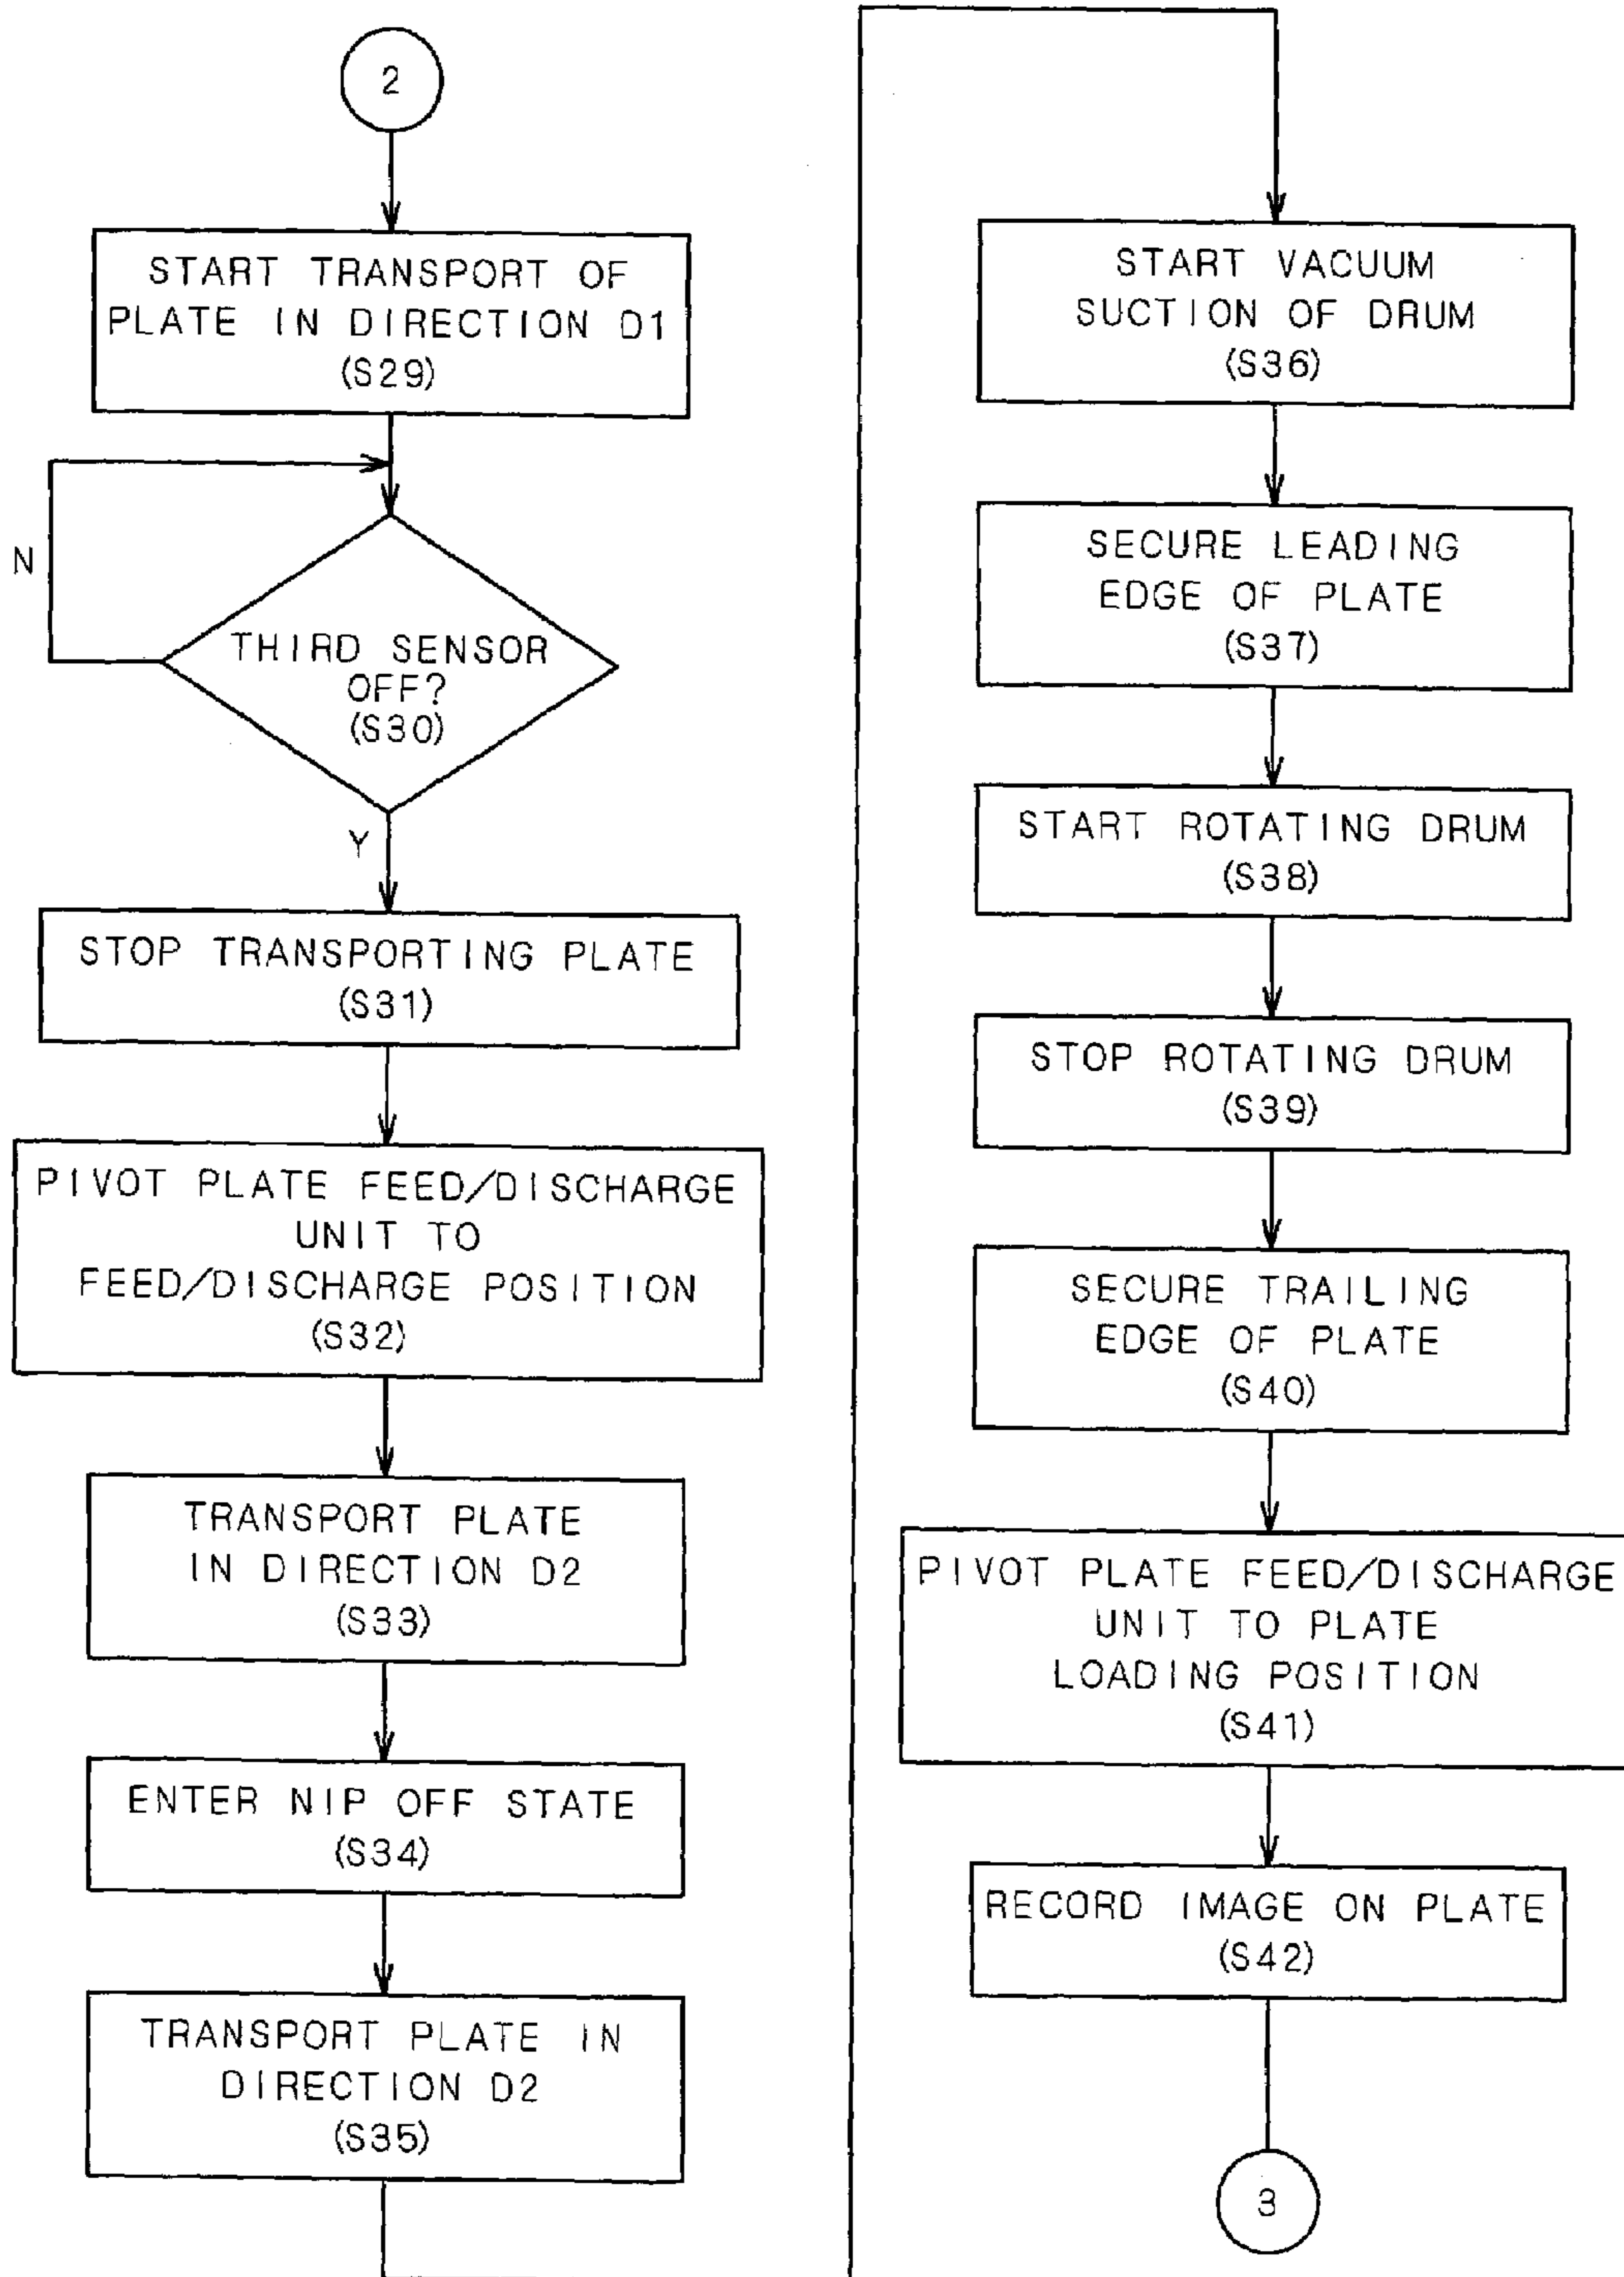 2
START TRANSPORT OF
PLATE IN DIRECTION D1
(S29)
N
THIRD SENSOR
OFF?
(S30)
Y
STOP TRANSPORTING PLATE
(S31)
PIVOT PLATE FEED/DISCHARGE
UNIT TO
FEED/DISCHARGE POSITION
(S32)
TRANSPORT PLATE
IN DIRECTION D2
(S33)
ENTER NIP OFF STATE
(S34)
TRANSPORT PLATE IN
DIRECTION D2
(S35)
START VACUUM
SUCTION OF DRUM
(S36)
SECURE LEADING
EDGE OF PLATE
(S37)
START ROTATING DRUM
(S38)
STOP ROTATING DRUM
(S39)
SECURE TRAILING
EDGE OF PLATE
(S40)
PIVOT PLATE FEED/DISCHARGE
UNIT TO PLATE
LOADING POSITION
(S41)
RECORD IMAGE ON PLATE
(S42)
3